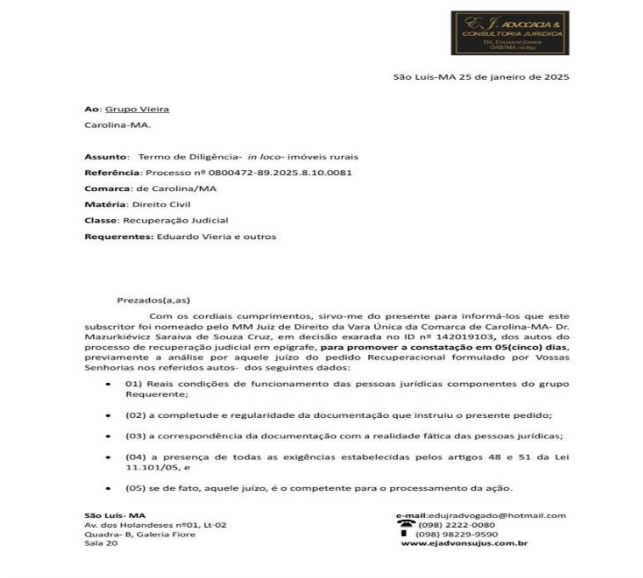 E. J. ADVOCACIA &
CONSULTORIA JURIDICA
DR. EDUARDO JÚNIOR
OAB/MA
São Luís-MA 25 de janeiro de 2025
Ao: Grupo Vieira
Carolina-MA.
Assunto: Termo de Diligência- in loco- imóveis rurais
Referência: Processo nº 0800472-89.2025.8.10.0081
Comarca: de Carolina/MA
Matéria: Direito Civil
Classe: Recuperação Judicial
Requerentes: Eduardo Vieria e outros
Prezados(a,as)
Com os cordiais cumprimentos, sirvo-me do presente para informá-los que este
subscritor foi nomeado pelo MM Juiz de Direito da Vara Única da Comarca de Carolina-MA- Dr.
Mazurkiévicz Saraiva de Souza Cruz, em decisão exarada no ID nº 142019103, dos autos do
processo de recuperação judicial em epígrafe, para promover a constatação em 05(cinco) dias,
previamente a análise por aquele juízo do pedido Recuperacional formulado por Vossas
Senhorias nos referidos autos- dos seguintes dados:
• 01) Reais condições de funcionamento das pessoas jurídicas componentes do grupo
Requerente;
• (02) a completude e regularidade da documentação que instruiu o presente pedido;
• (03) a correspondência da documentação com a realidade fática das pessoas jurídicas;
• (04) a presença de todas as exigências estabelecidas pelos artigos 48 e 51 da Lei
11.101/05, e
• (05) se de fato, aquele juízo, é o competente para o processamento da ação.
São Luís- MA
Av. dos Holandeses nº01, Lt-02
Quadra- B, Galeria Fiore
Sala 20
e-mail:edujradvogado@hotmail.com
(098) 2222-0080
(098) 98229-9590
www.ejadvonsujus.com.br